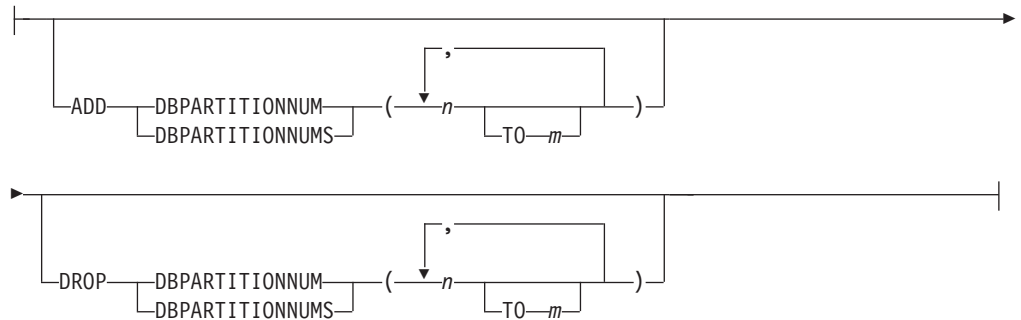 ,
ADD DBPARTITIONNUM ( n )
DBPARTITIONNUMS TO m
,
DROP DBPARTITIONNUM ( n )
DBPARTITIONNUMS TO m